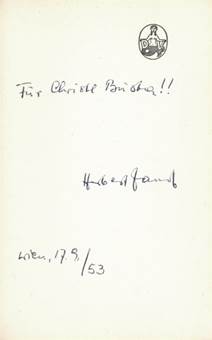 Für Christl Busta!!
Herbert Zand
Wien, 17.9./53